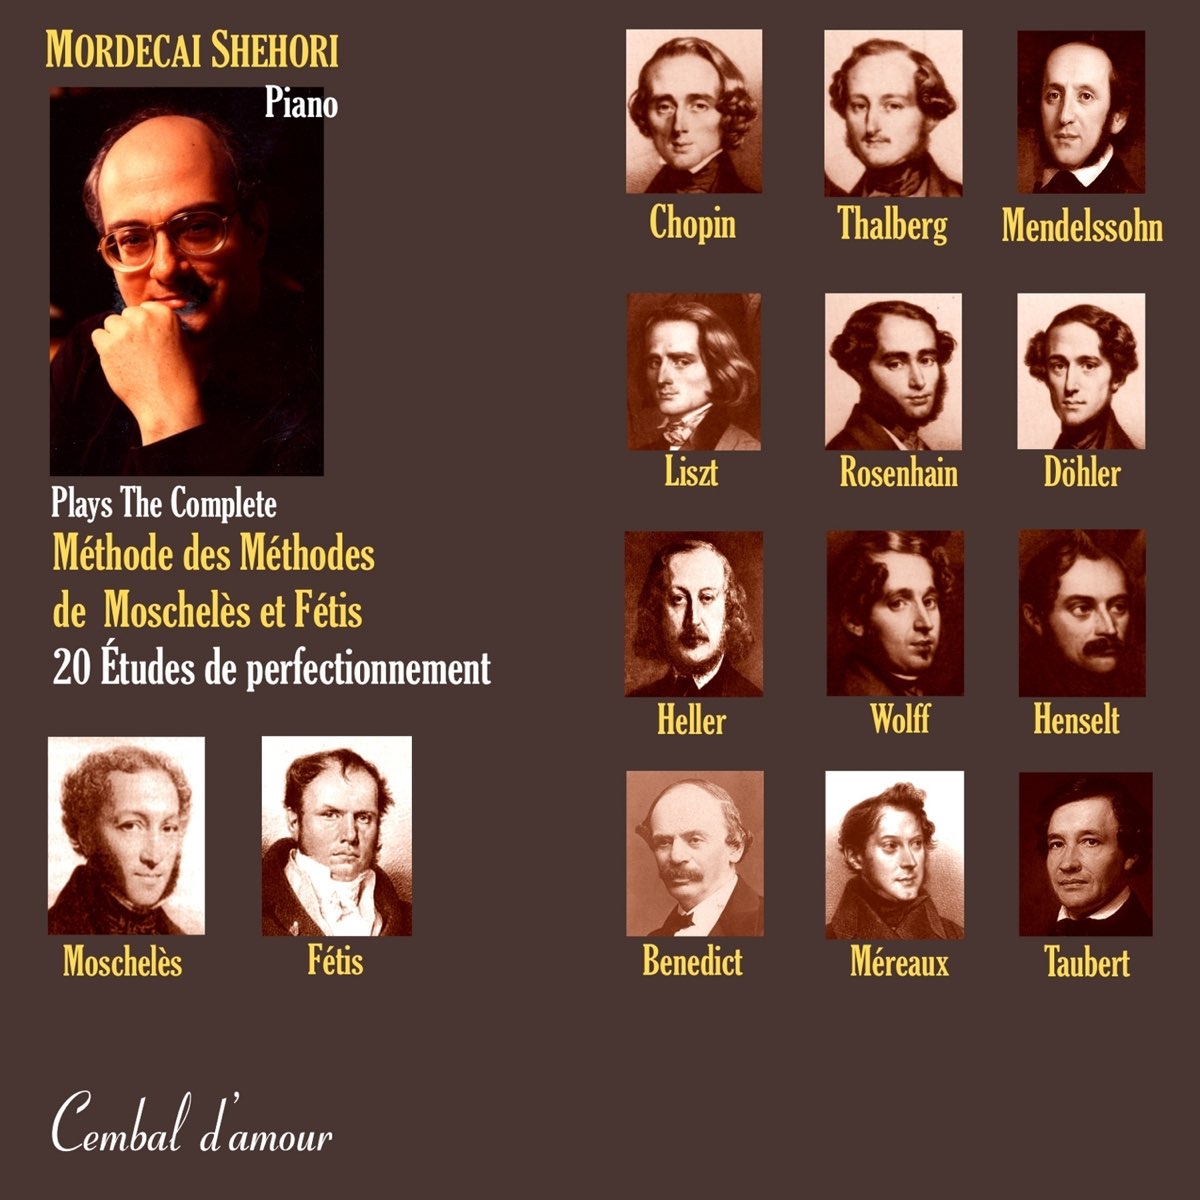 MORDECAI SHEHORI
Piano
Plays The Complete
Méthode des Méthodes
de Moschelès et Fétis
20 Études de perfectionnement
Moschelès
Fétis
Cembal d'amour
Chopin
Thalberg
Mendelssohn
Liszt
Rosenhain
Döhler
Heller
Wolff
Henselt
Benedict
Méreaux
Taubert